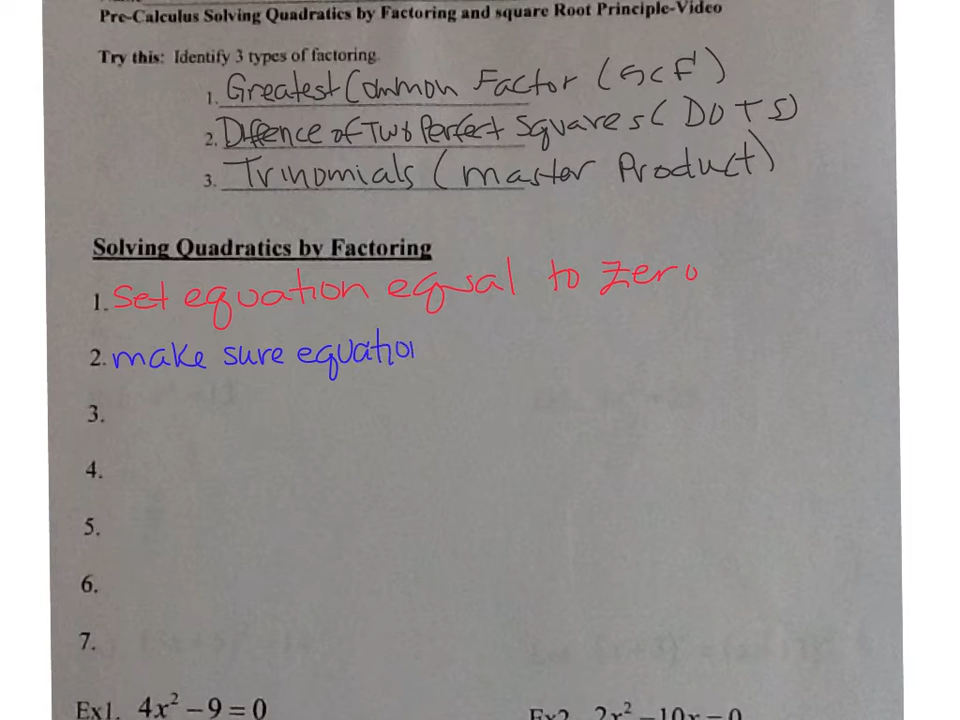 Pre-Calculus Solving Quadratics by Factoring and square Root Principle-Video
Try this: Identify 3 types of factoring.
1. Greatest Common Factor (GCF)
2. Diffence of Two Perfect Squares (DOTS)
3. Trinomials (master Product)
Solving Quadratics by Factoring
1. Set equation equal to zero
2. make sure equation
3.
4.
5.
6.
7.
Ex1. 4x² – 9 = 0
Ex2. 2x² – 10x = 0